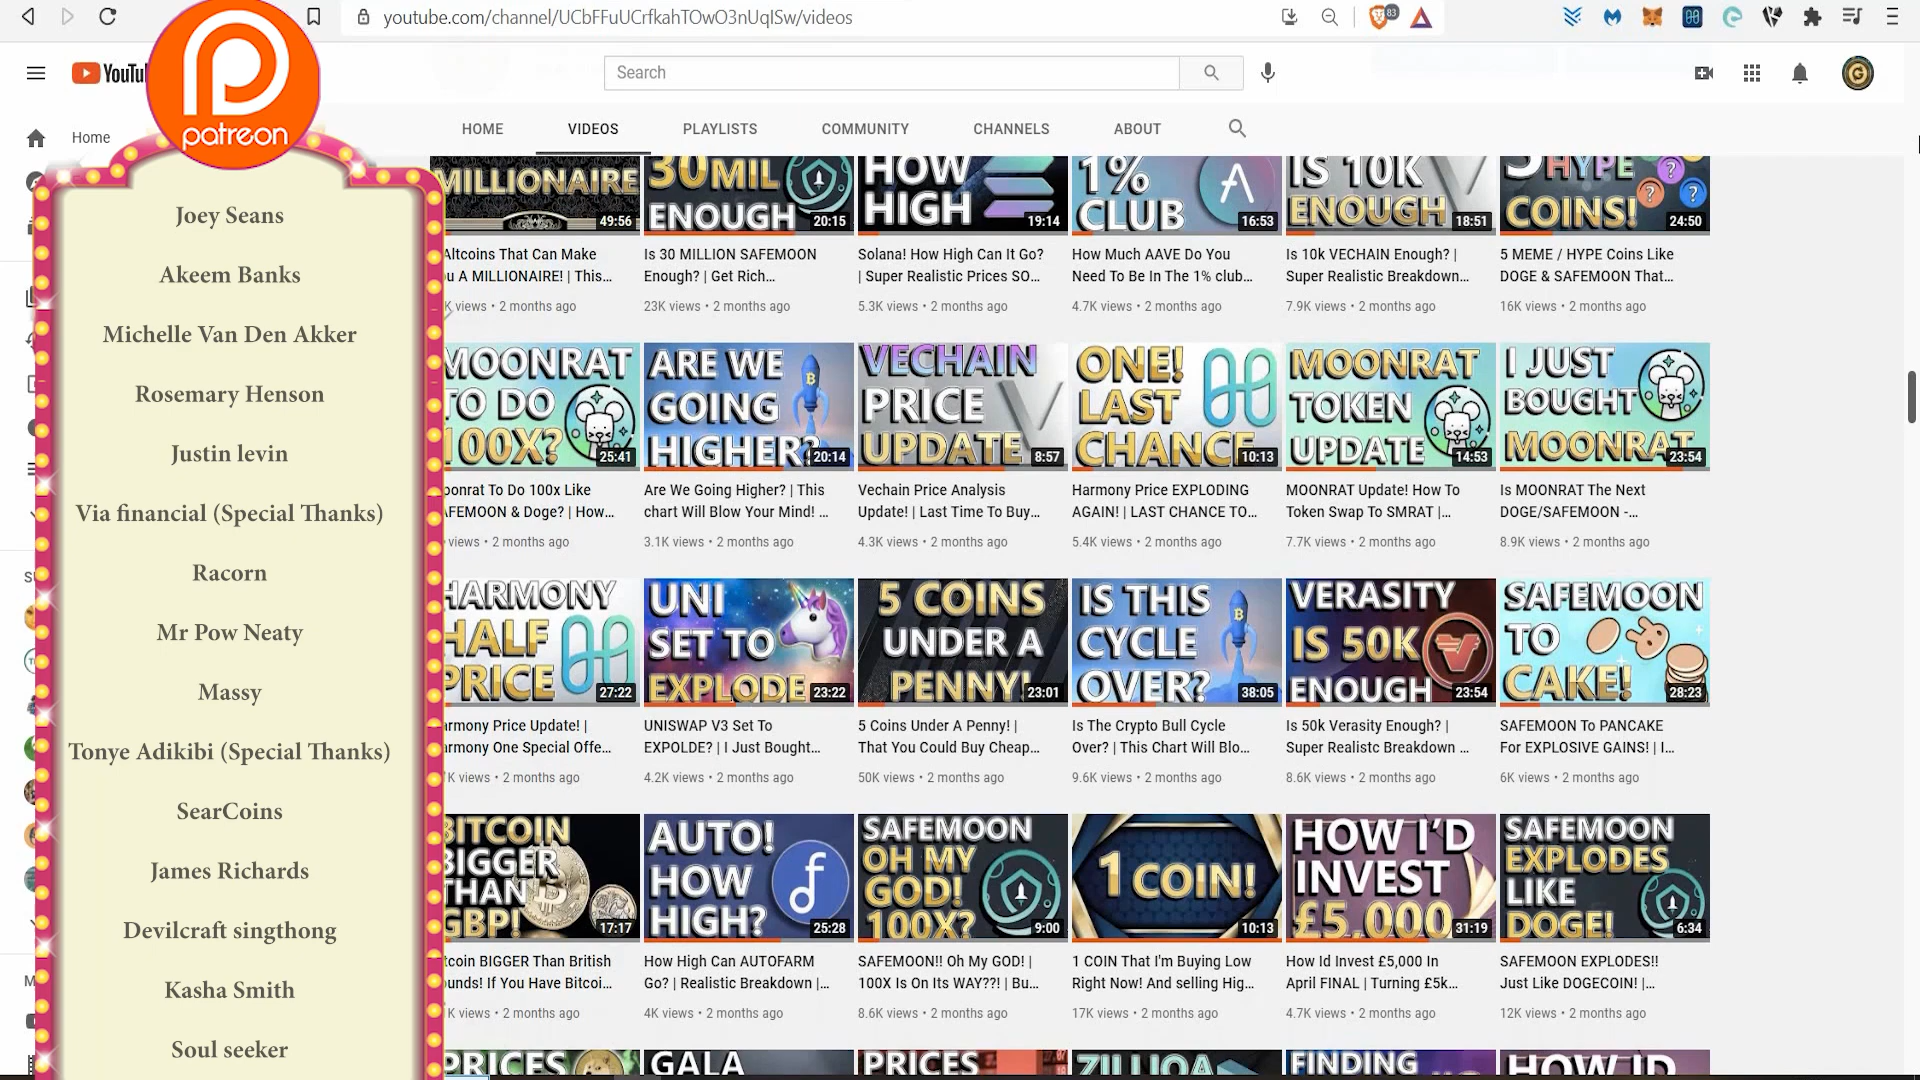 youtube.com/channel/UCbFFuUCrfkahTOwO3nUqISw/videos
83
YouTu
Search
Home
patreon
Joey Seans
Akeem Banks
Michelle Van Den Akker
Rosemary Henson
Justin levin
Via financial (Special Thanks)
Racorn
Mr Pow Neaty
Massy
Tonye Adikibi (Special Thanks)
SearCoins
James Richards
Devilcraft singthong
Kasha Smith
Soul seeker
HOME VIDEOS PLAYLISTS COMMUNITY CHANNELS ABOUT
MILLIONAIRE
49:56
30MIL
ENOUGH
20:15
HOW
HIGH
19:14
1%
CLUB
16:53
IS 10K
ENOUGH
18:51
5 HYPE
COINS!
24:50
Altcoins That Can Make
u A MILLIONAIRE! | This...
K views • 2 months ago
Is 30 MILLION SAFEMOON
Enough? | Get Rich...
23K views • 2 months ago
Solana! How High Can It Go?
| Super Realistic Prices SO...
5.3K views • 2 months ago
How Much AAVE Do You
Need To Be In The 1% club...
4.7K views • 2 months ago
Is 10k VECHAIN Enough? |
Super Realistic Breakdown...
7.9K views • 2 months ago
5 MEME / HYPE Coins Like
DOGE & SAFEMOON That...
16K views • 2 months ago
MOONRAT
TO DO
100X?
25:41
ARE WE
GOING
HIGHER?
20:14
VECHAIN
PRICE
UPDATE
8:57
ONE!
LAST
CHANCE
10:13
MOONRAT
TOKEN
UPDATE
14:53
I JUST
BOUGHT
MOONRAT
23:54
oonrat To Do 100x Like
AFEMOON & Doge? | How...
views • 2 months ago
Are We Going Higher? | This
chart Will Blow Your Mind! ...
3.1K views • 2 months ago
Vechain Price Analysis
Update! | Last Time To Buy...
4.3K views • 2 months ago
Harmony Price EXPLODING
AGAIN! | LAST CHANCE TO...
5.4K views • 2 months ago
MOONRAT Update! How To
Token Swap To SMRAT |...
7.7K views • 2 months ago
Is MOONRAT The Next
DOGE/SAFEMOON -...
8.9K views • 2 months ago
HARMONY
HALF
PRICE
27:22
UNI
SET TO
EXPLODE
23:22
5 COINS
UNDER A
PENNY!
23:01
IS THIS
CYCLE
OVER?
38:05
VERASITY
IS 50K
ENOUGH
23:54
SAFEMOON
TO
CAKE!
28:23
armony Price Update! |
armony One Special Offe...
K views • 2 months ago
UNISWAP V3 Set To
EXPOLDE? | I Just Bought...
4.2K views • 2 months ago
5 Coins Under A Penny! |
That You Could Buy Cheap...
50K views • 2 months ago
Is The Crypto Bull Cycle
Over? | This Chart Will Blo...
9.6K views • 2 months ago
Is 50k Verasity Enough? |
Super Realistc Breakdown ...
8.6K views • 2 months ago
SAFEMOON To PANCAKE
For EXPLOSIVE GAINS! | I...
6K views • 2 months ago
BITCOIN
BIGGER
THAN
GBP!
17:17
AUTO!
HOW
HIGH?
25:28
SAFEMOON
OH MY
GOD!
100X?
9:00
1 COIN!
10:13
HOW I'D
INVEST
£5,000
31:19
SAFEMOON
EXPLODES
LIKE
DOGE!
6:34
tcoin BIGGER Than British
ounds! If You Have Bitcoi...
K views • 2 months ago
How High Can AUTOFARM
Go? | Realistic Breakdown |...
4K views • 2 months ago
SAFEMOON!! Oh My GOD! |
100X Is On Its WAY??! | Bu...
8.6K views • 2 months ago
1 COIN That I'm Buying Low
Right Now! And selling Hig...
17K views • 2 months ago
How Id Invest £5,000 In
April FINAL | Turning £5k...
4.7K views • 2 months ago
SAFEMOON EXPLODES!!
Just Like DOGECOIN! |...
12K views • 2 months ago
PRICES
GALA
PRICES
ZILLIQA
FINDING
HOW ID